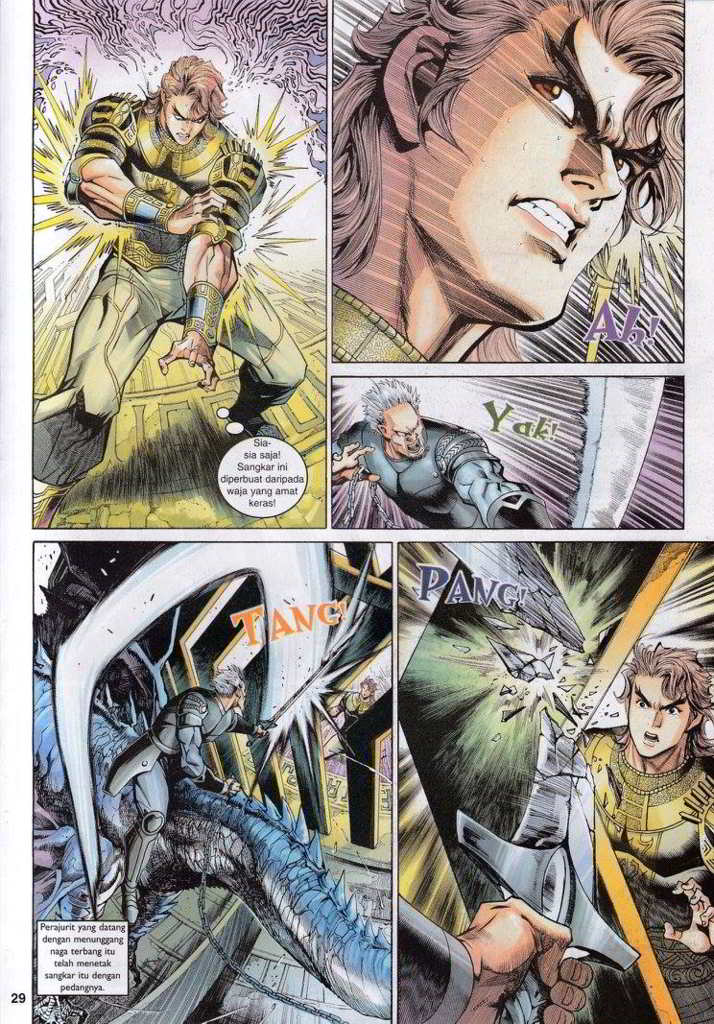 Ah!
Sia-
sia saja!
Sangkar ini
diperbuat daripada
waja yang amat
keras!
Yak!
TANG!
PANG!
Perajurit yang datang
dengan menunggang
naga terbang itu
telah menetak
sangkar itu dengan
pedangnya.
29